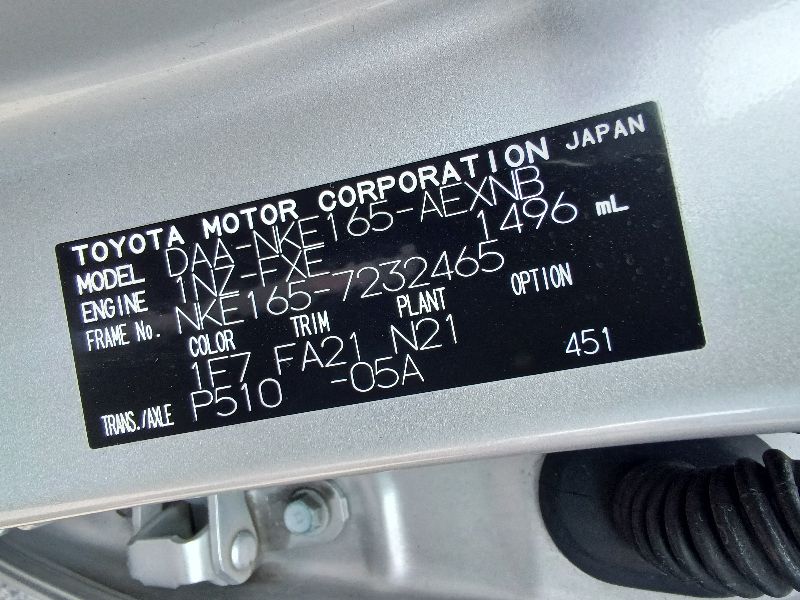 TOYOTA MOTOR CORPORATION JAPAN
MODEL DAA-NKE165-AEXNB
ENGINE 1NZ-FXE 1496 mL
FRAME No. NKE165-7232465
COLOR TRIM PLANT OPTION
1F7 FA21 N21
TRANS./AXLE P510 -05A 451